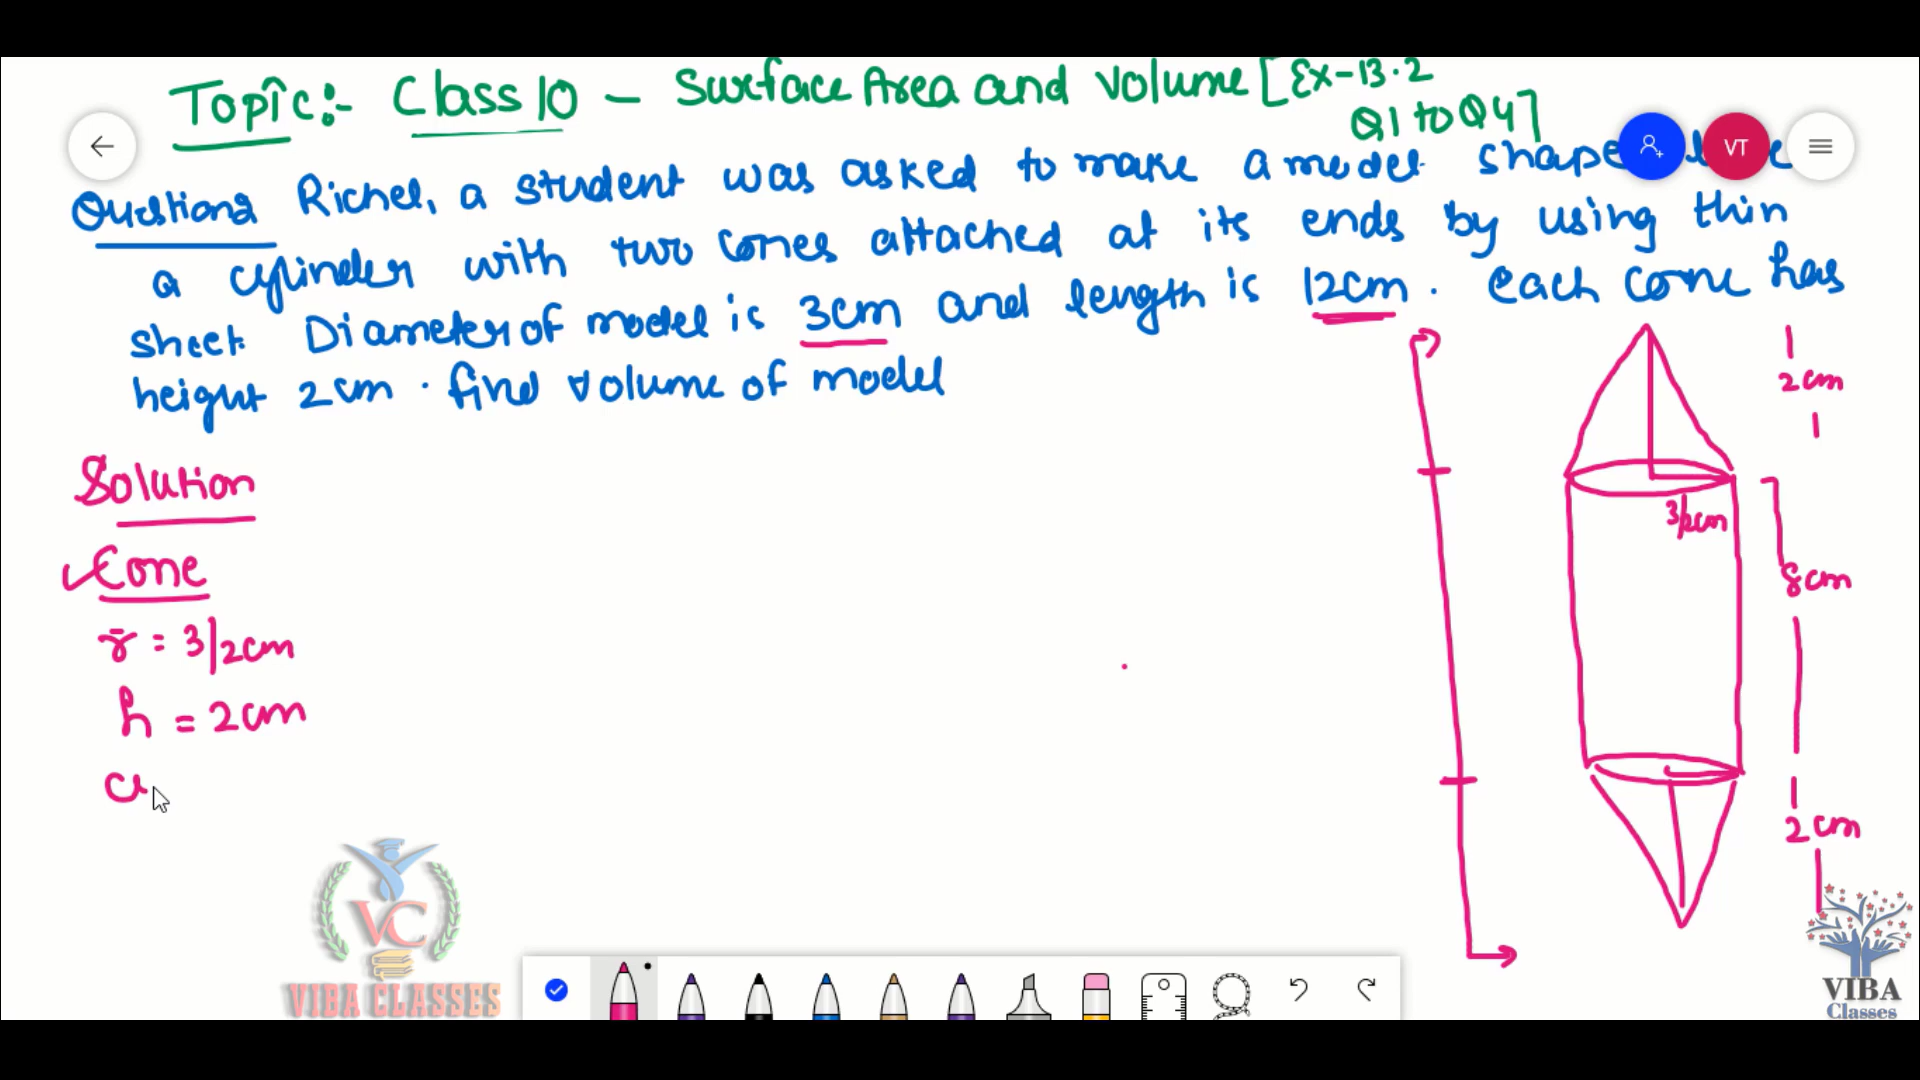 Topic:- Class 10 - Surface Area and Volume [Ex-13.2
Q1 to Q4]
VT
Question2 Richel, a student was asked to make a model shape
a cylinder with two cones attached at its ends by using thin
sheet. Diameter of model is 3cm and length is 12cm. each cone has
height 2cm. find volume of model
Solution
Cone
r = 3/2cm
h = 2cm
2cm
3/2cm
8cm
2cm
VC
VIBA CLASSES
VIBA
Classes